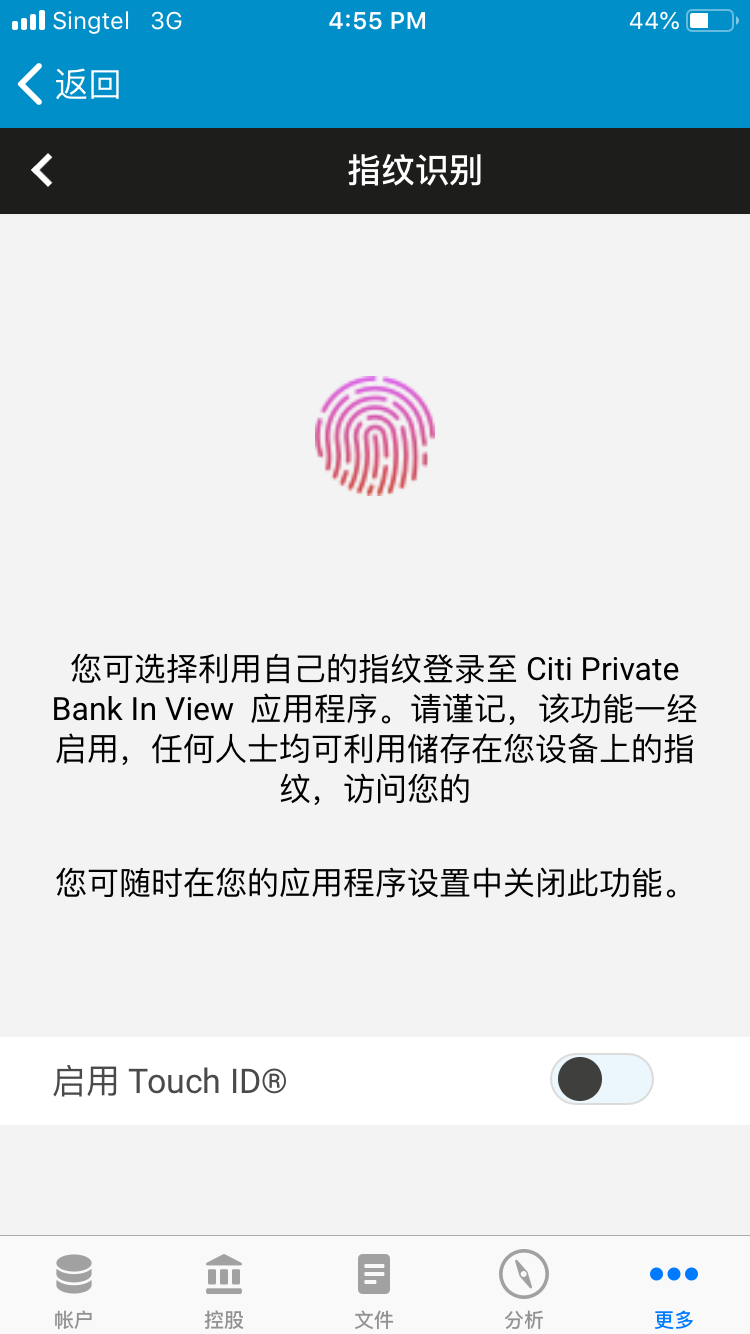 Singtel 3G 4:55 PM 44%
返回
指纹识别
您可选择利用自己的指纹登录至 Citi Private
Bank In View 应用程序。请谨记，该功能一经
启用，任何人士均可利用储存在您设备上的指
纹，访问您的
您可随时在您的应用程序设置中关闭此功能。
启用 Touch ID®
帐户 控股 文件 分析 更多